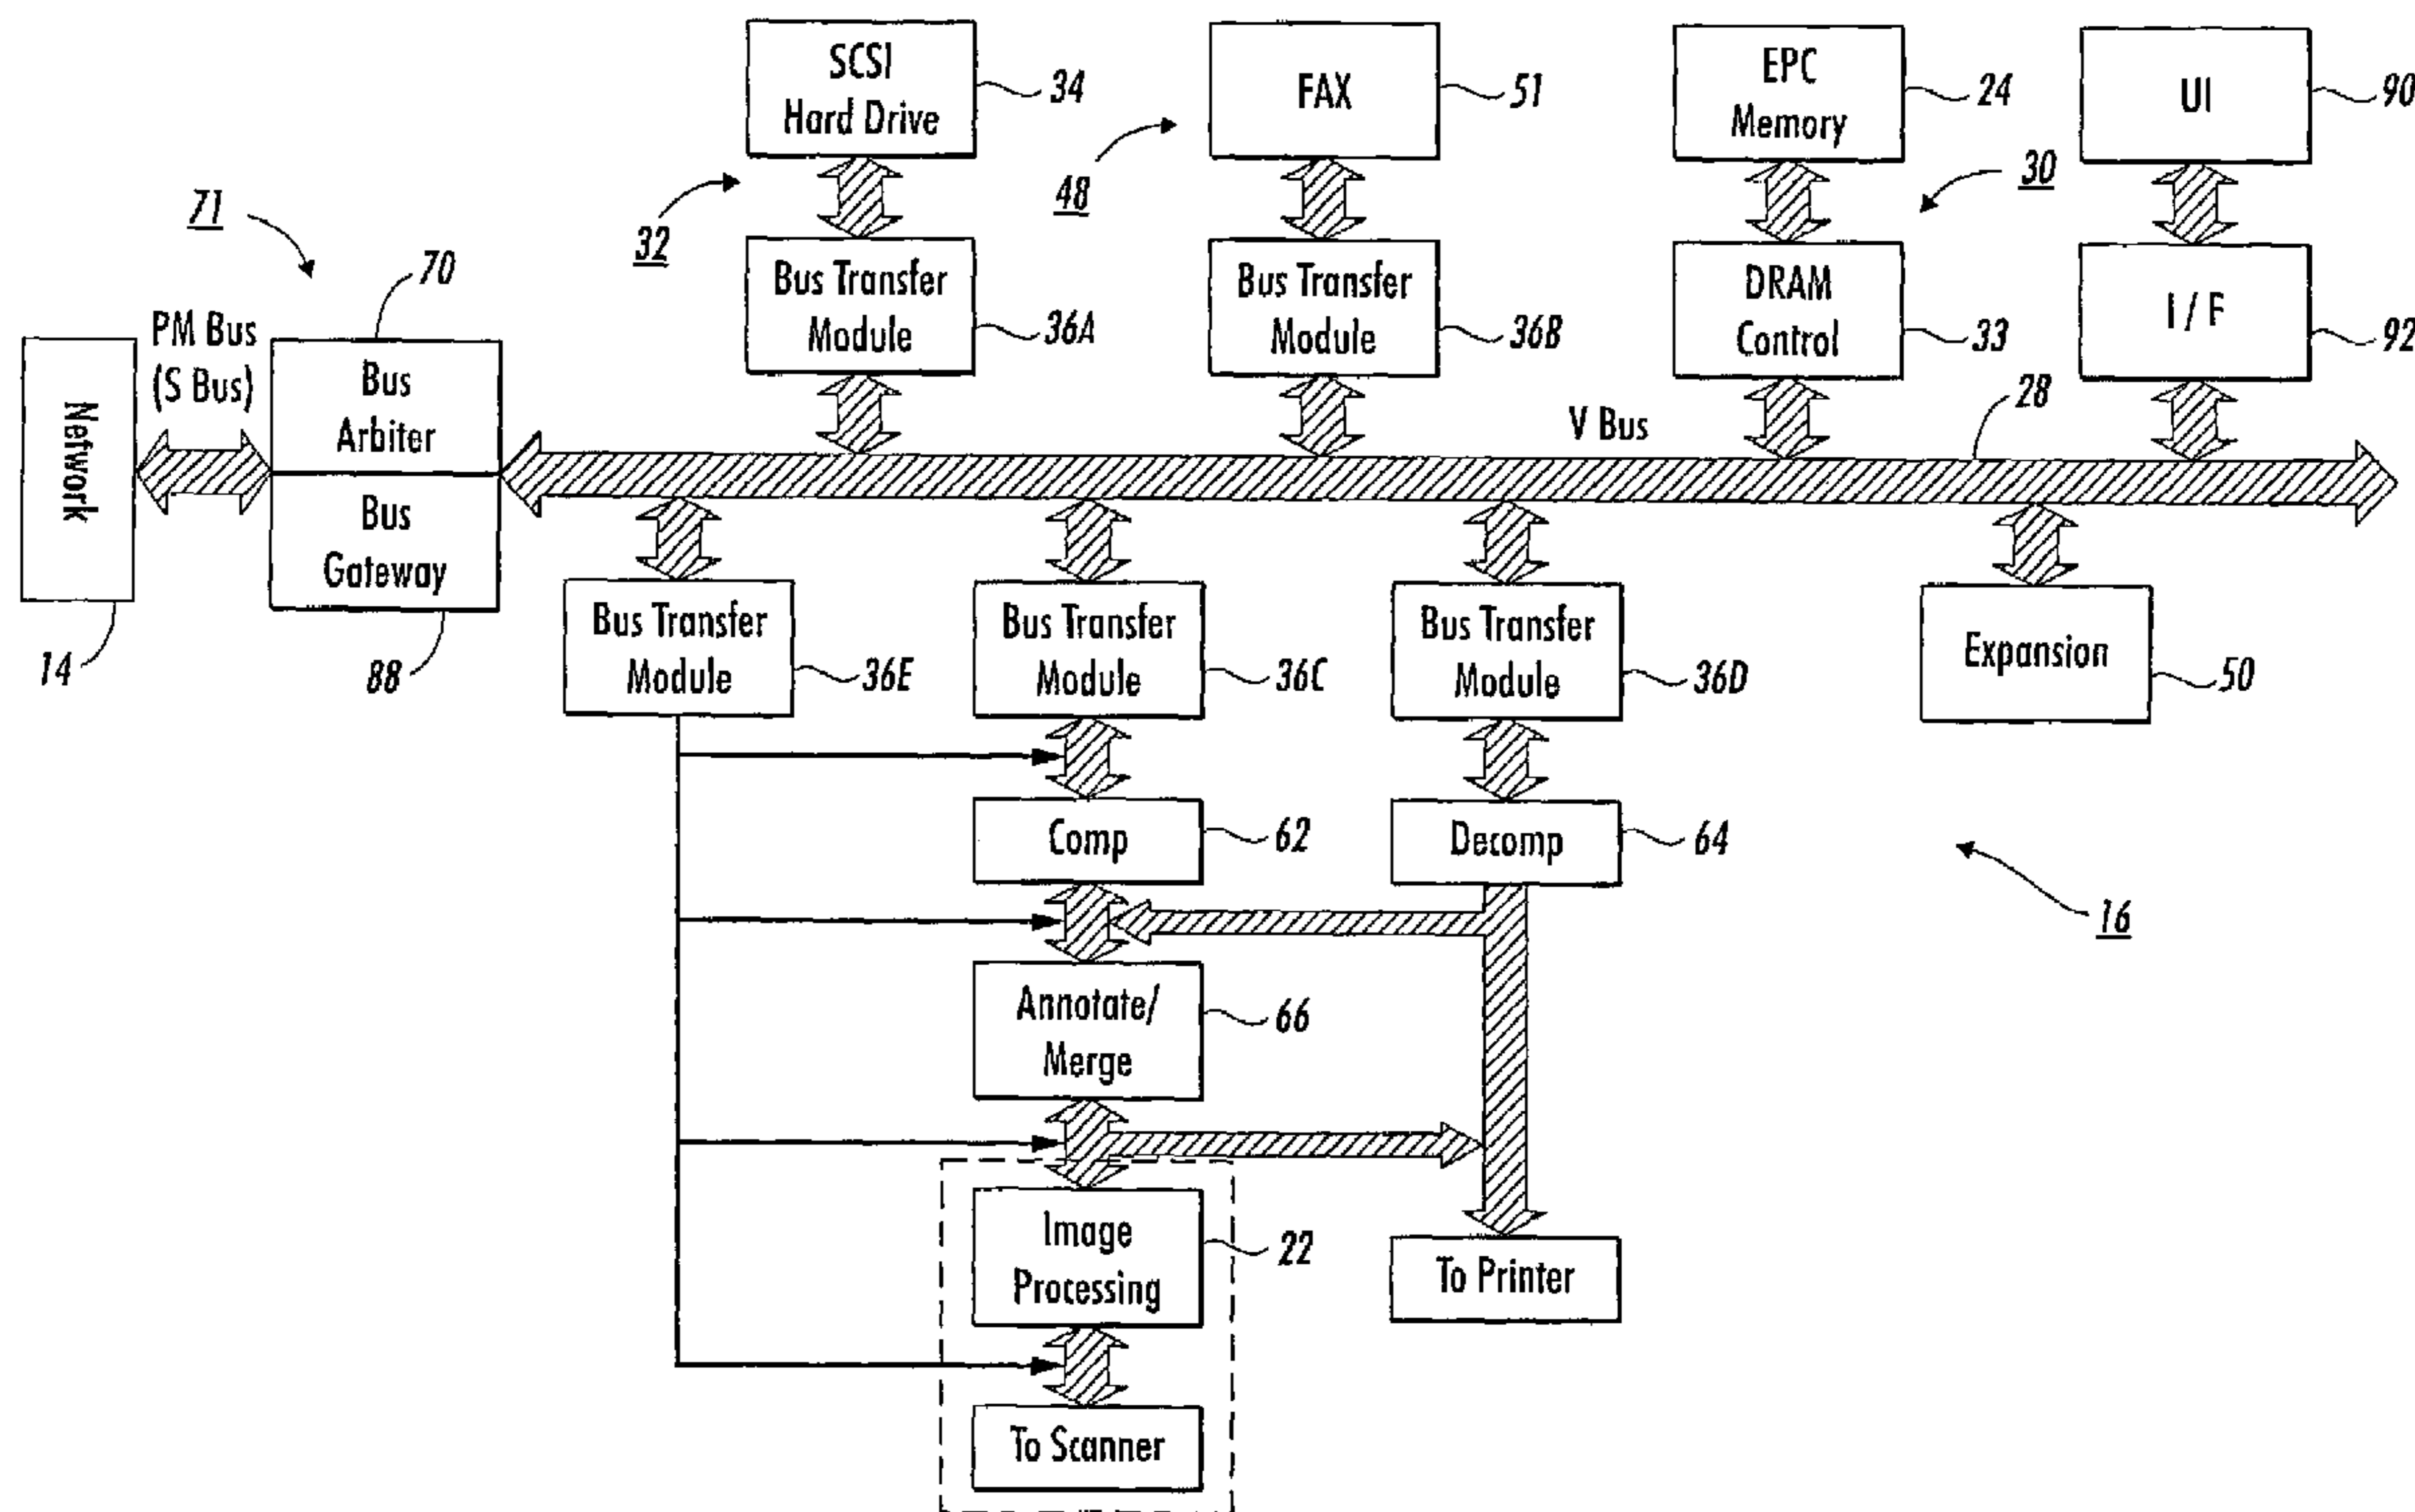 SCSI
Hard Drive
34
FAX
51
EPC
Memory
24
UI
90
32
48
30
71
70
Bus Transfer
Module
36A
Bus Transfer
Module
36B
DRAM
Control
33
I / F
92
PM Bus
(S Bus)
Network
14
Bus
Arbiter
Bus
Gateway
88
V Bus
28
Bus Transfer
Module
36E
Bus Transfer
Module
36C
Bus Transfer
Module
36D
Expansion
50
Comp
62
Decomp
64
16
Annotate/
Merge
66
Image
Processing
22
To Printer
To Scanner